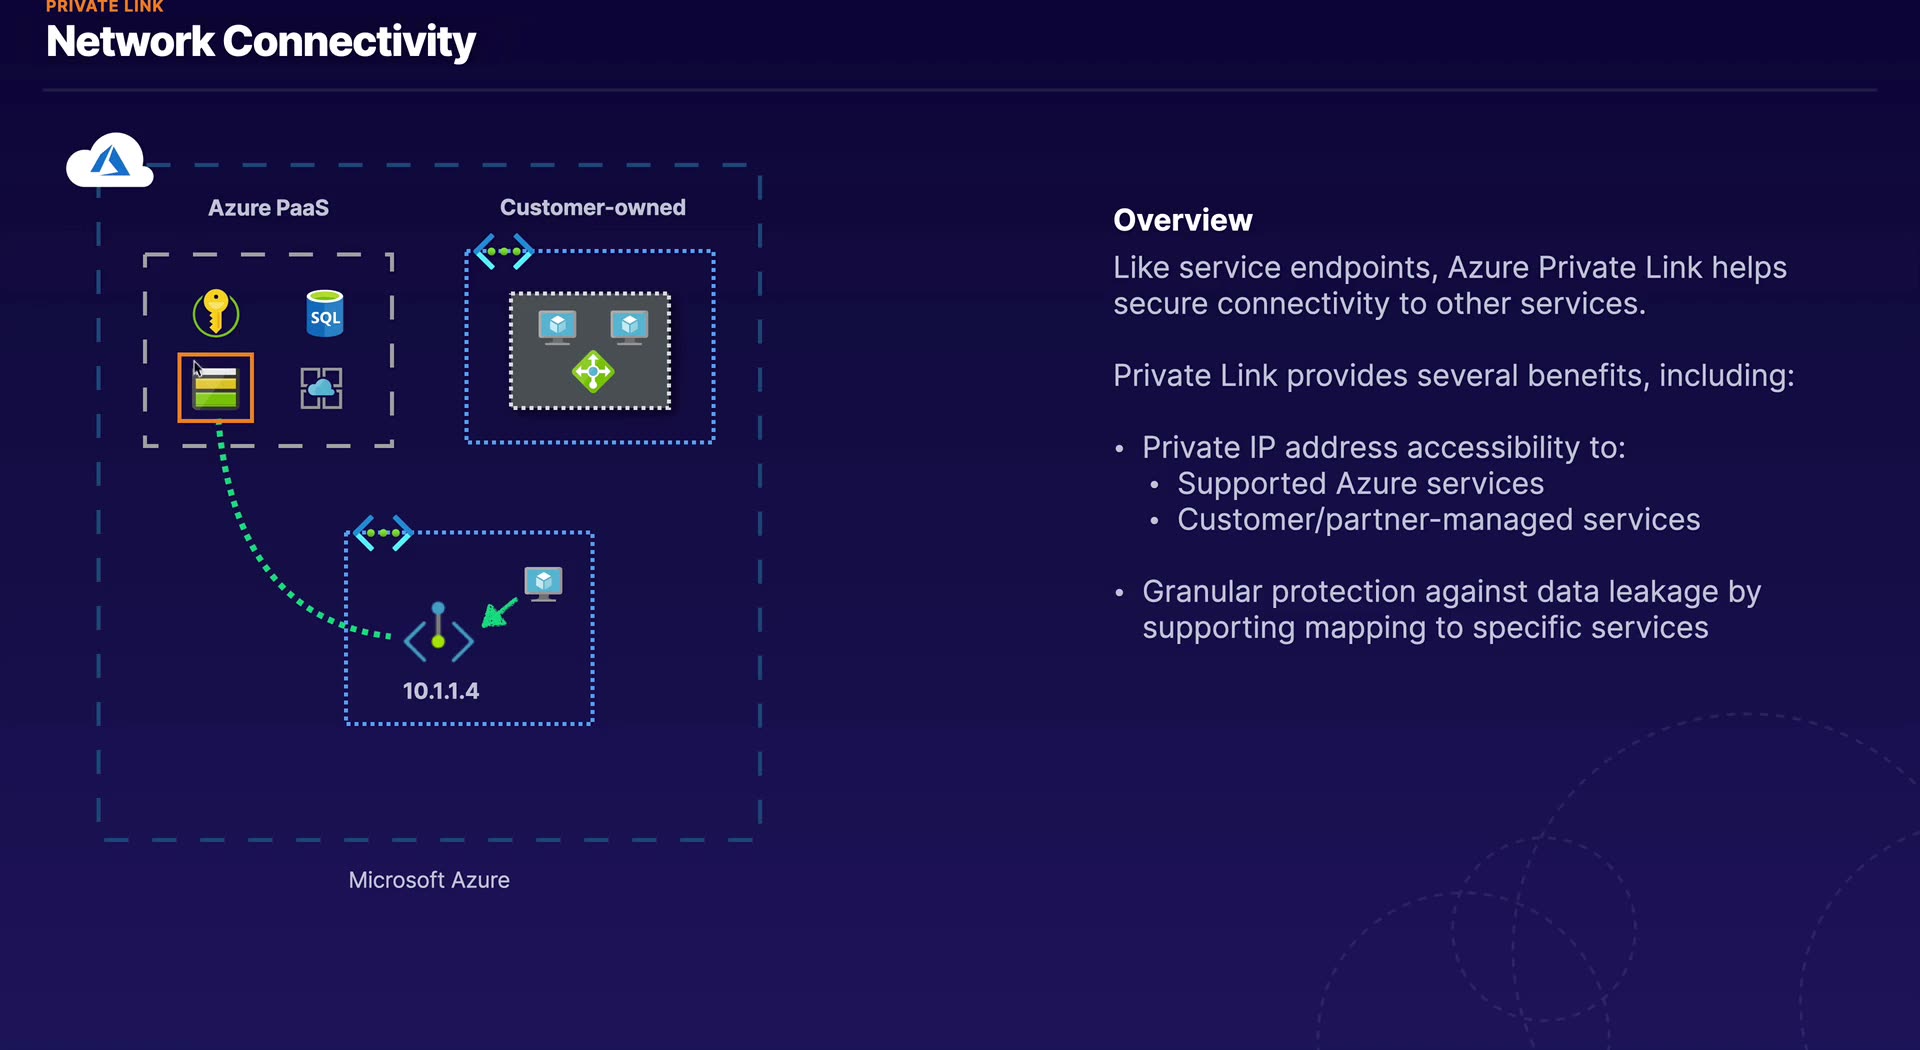 PRIVATE LINK
Network Connectivity
Azure PaaS
Customer-owned
SQL
10.1.1.4
Microsoft Azure
Overview
Like service endpoints, Azure Private Link helps
secure connectivity to other services.
Private Link provides several benefits, including:
• Private IP address accessibility to:
• Supported Azure services
• Customer/partner-managed services
• Granular protection against data leakage by
supporting mapping to specific services